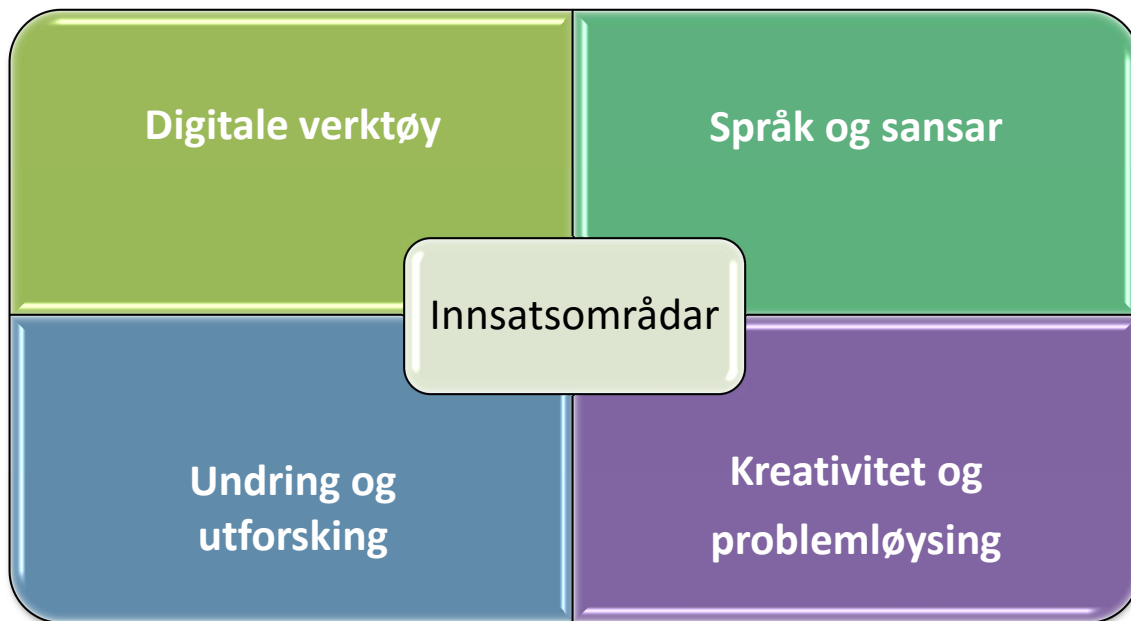 Digitale verktøy
Språk og sansar
Innsatsområdar
Undring og
utforsking
Kreativitet og
problemløysing